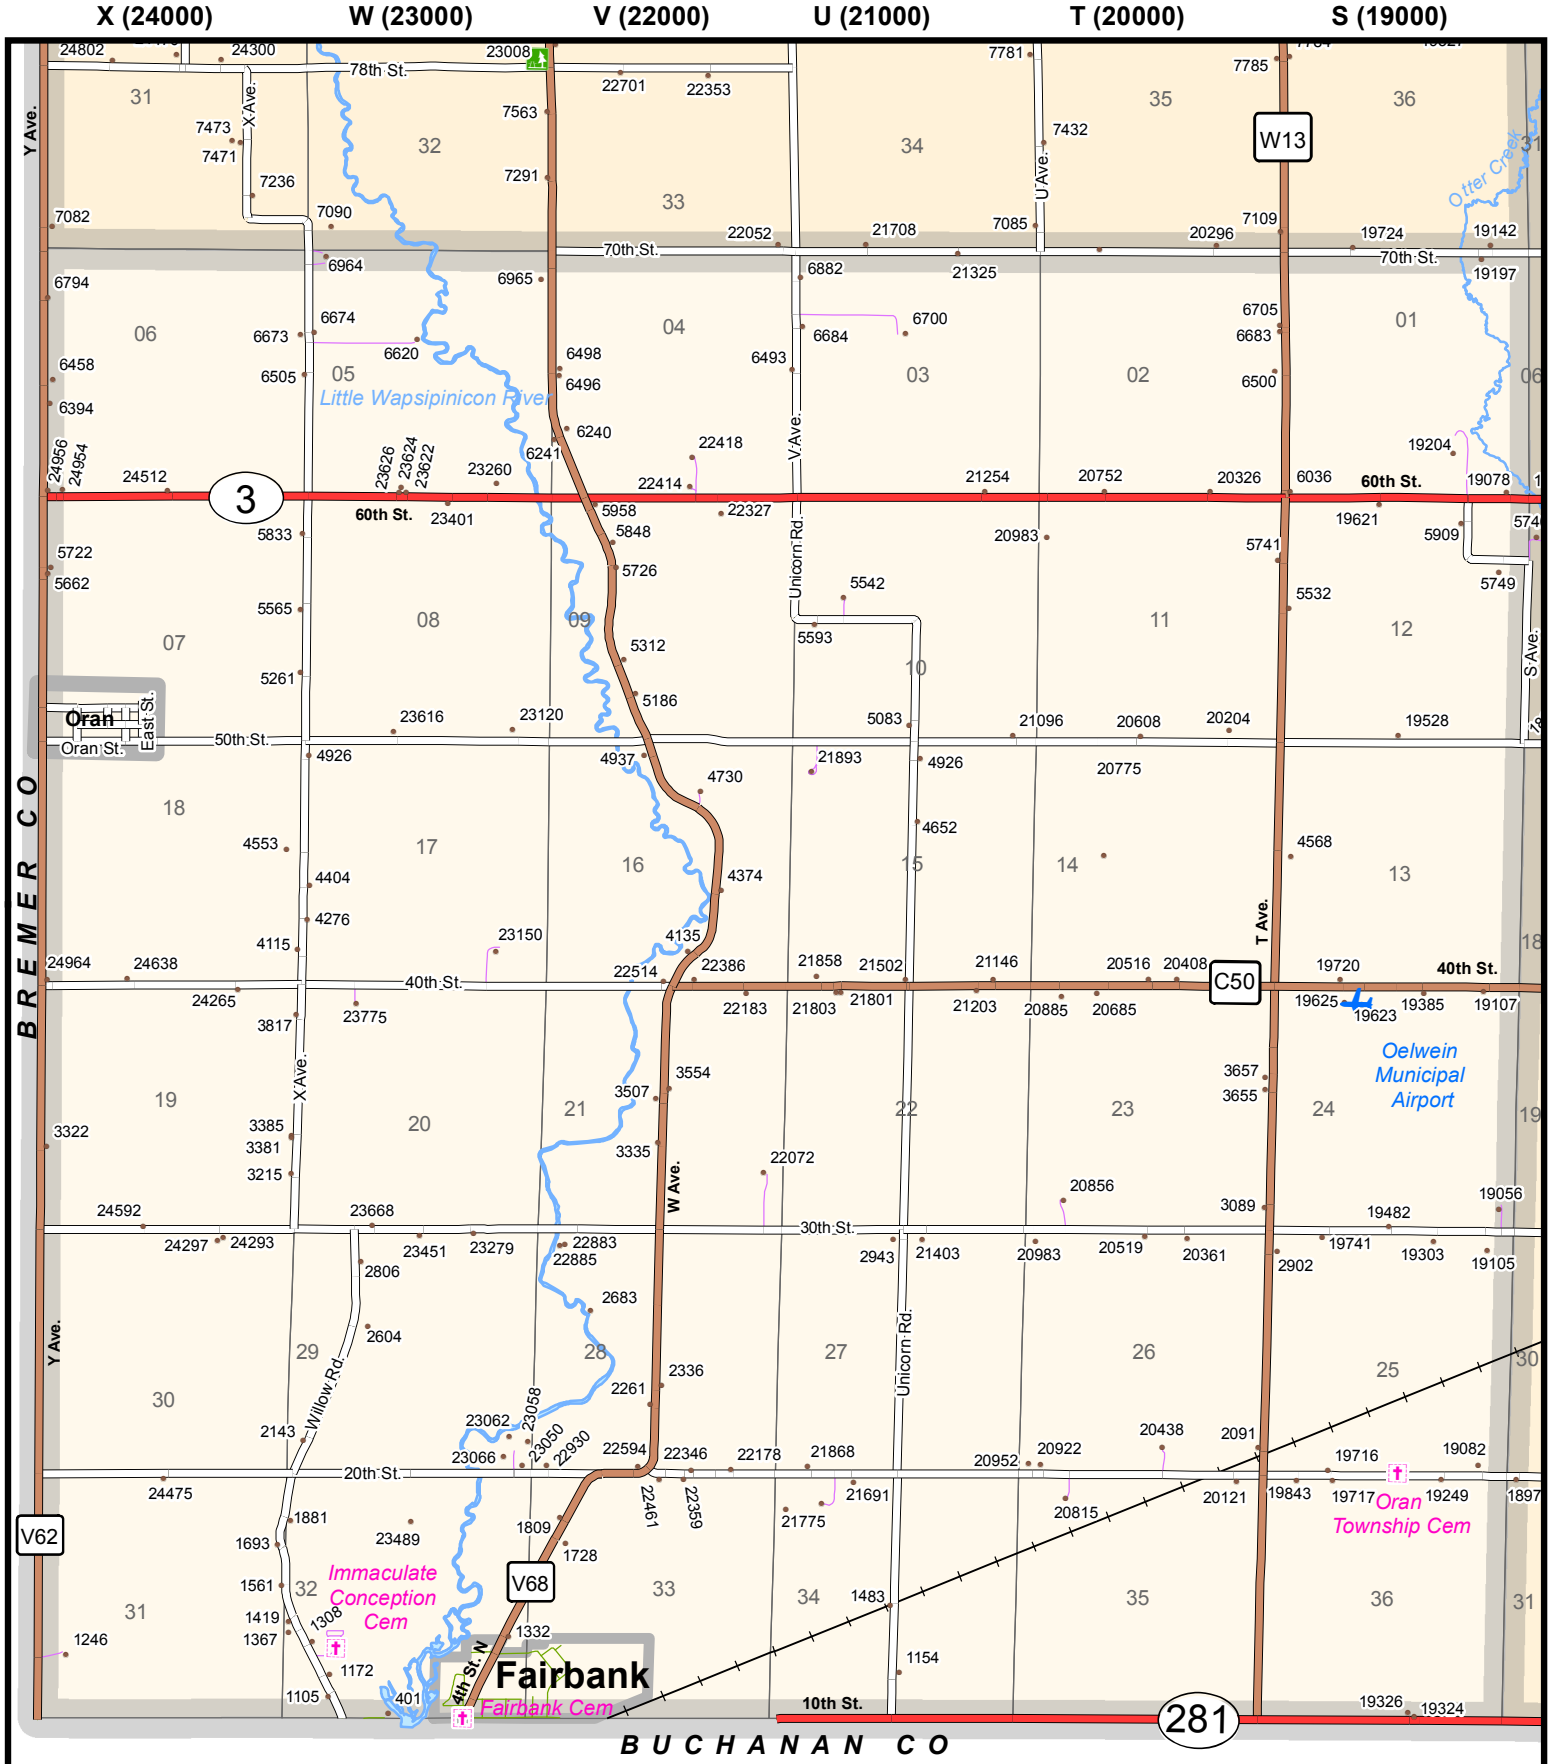 X (24000) W (23000) V (22000) U (21000) T (20000) S (19000)
24802 24300 23008 7781 7785
78th St.
22701 22353
31 35 36
Y Ave. X Ave.
7563
W13
7473 7432
7471 32 34
Otter Creek 31
U Ave.
7236 7291
33
7082 7090 7085 7109
22052 21708 20296 19724 19142
70th St. 70th St.
6964 6965 6882 21325 19197
6794
6705
06 6673 6674 04 6684 6700 6683 01
6620
6458 6505 05 6498 6493 03 02 6500 06
6496
Little Wapsipinicon River
6394
6240
V Ave.
24956 24954 24512 23626 23624 23622 23260 6241 22418 19204
22414 21254 20752 20326 6036 60th St. 19078
3
60th St. 23401 5958 22327 19621
5833 5848 Unicorn Rd. 20983 5909
5722 5741
5662 5726 5749
5565 5542 5532
07 08 09 5593 11 12
5312 10 S Ave.
5261
5186
Oran East St. 23616 23120 5083 21096 20608 20204 19528
Oran St. 50th St.
4926 4937 21893 4926 20775
4730
18
BREMER CO
4652
4553 17 16 15 14 4568 13
4404 4374
4276 T Ave.
4115 23150 4135 18
24964 24638 22514 22386 21858 21502 21146 20516 20408 C50 19720 40th St.
40th St.
24265 23775 22183 21803 21801 21203 20885 20685 19625 19623 19385 19107
3817
Oelwein
Municipal
Airport
X Ave. 3554 3657
19 3507 3655
20 21 22 23 24 19
3385
3322 3381 3335
3215 22072
W Ave. 20856 3089 19056
24592 23668 30th St. 19482
24297 24293 23451 23279 22883 2943 21403 20983 20519 20361 19741 19303
22885 2902 19105
2806
2683
2604
Y Ave. 29 28 27 Unicorn Rd. 26 25 30
30 Willow Rd. 2336
2261
2143 23062 23058 20438 2091
23066 23050 22930 22594 22346 22178 21868 20952 20922 19716 19082
20th St.
24475 22461 22359 21691 20815 20121 19843 19717 19249
21775
Oran
Township Cem
V62 1881 23489 1809
1693 1728
Immaculate
Conception
Cem
1561 32 V68 33 34 1483 35 36 31
31 1419 1308
1367
1246 1332
1172 4th St. N Fairbank 1154
1105 401 Fairbank Cem 10th St. 19326 19324
281
BUCHANAN CO